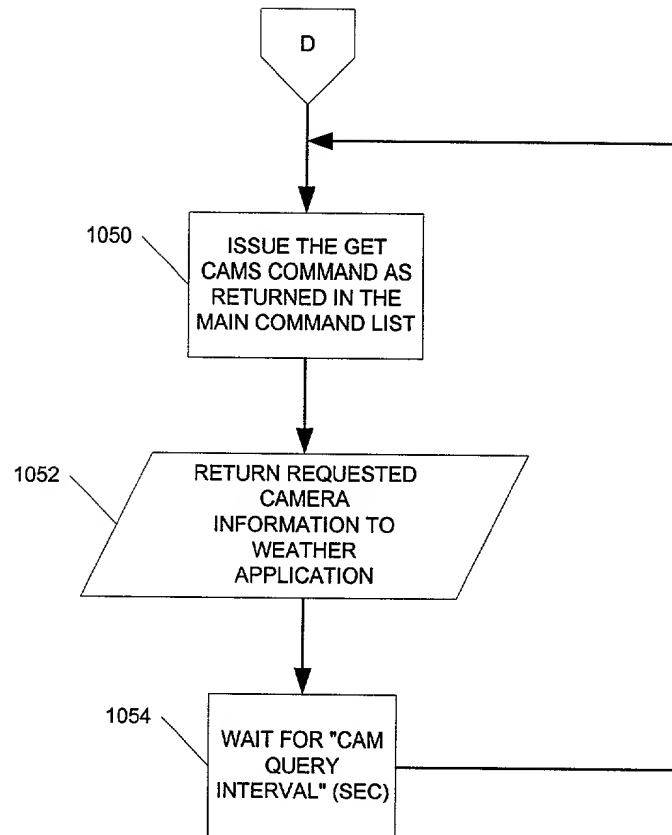 D
1050
ISSUE THE GET
CAMS COMMAND AS
RETURNED IN THE
MAIN COMMAND LIST
1052
RETURN REQUESTED
CAMERA
INFORMATION TO
WEATHER
APPLICATION
1054
WAIT FOR "CAM
QUERY
INTERVAL" (SEC)